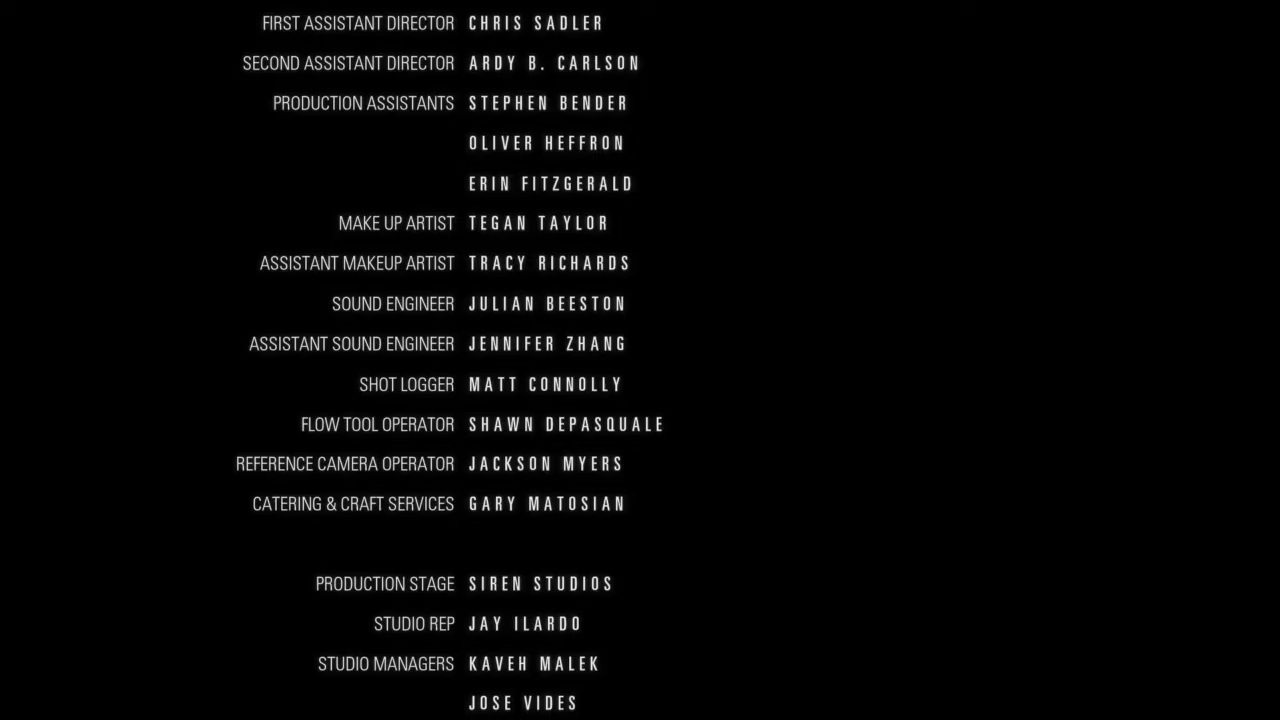 FIRST ASSISTANT DIRECTOR CHRIS SADLER
SECOND ASSISTANT DIRECTOR ARDY B. CARLSON
PRODUCTION ASSISTANTS STEPHEN BENDER
OLIVER HEFFRON
ERIN FITZGERALD
MAKE UP ARTIST TEGAN TAYLOR
ASSISTANT MAKEUP ARTIST TRACY RICHARDS
SOUND ENGINEER JULIAN BEESTON
ASSISTANT SOUND ENGINEER JENNIFER ZHANG
SHOT LOGGER MATT CONNOLLY
FLOW TOOL OPERATOR SHAWN DEPASQUALE
REFERENCE CAMERA OPERATOR JACKSON MYERS
CATERING & CRAFT SERVICES GARY MATOSIAN
PRODUCTION STAGE SIREN STUDIOS
STUDIO REP JAY ILARDO
STUDIO MANAGERS KAVEH MALEK
JOSE VIDES